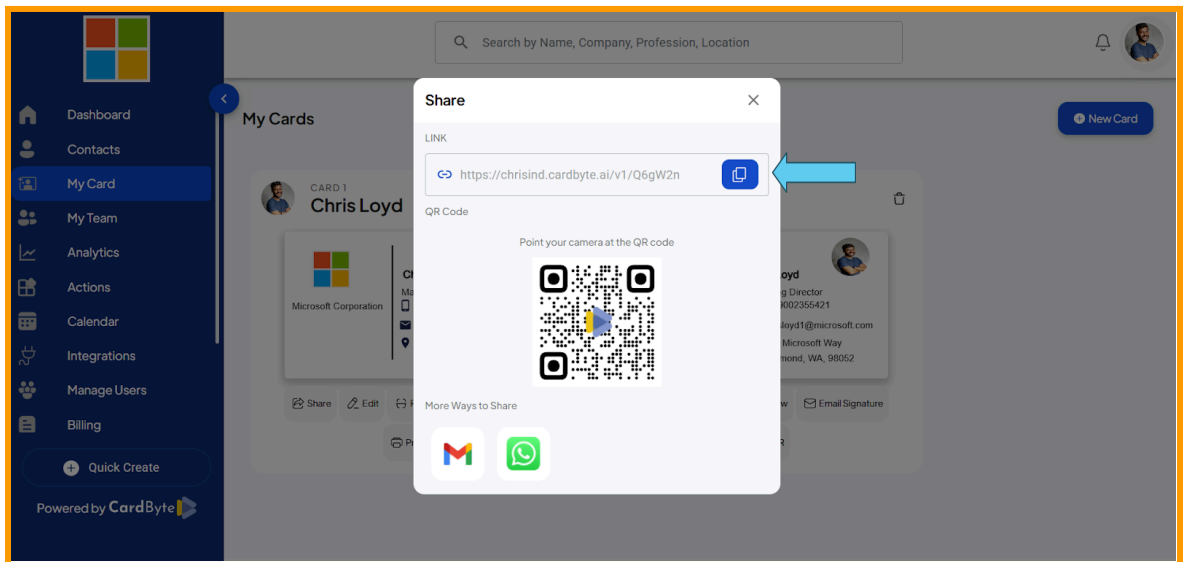 Search by Name, Company, Profession, Location
Dashboard
Contacts
My Card
My Team
Analytics
Actions
Calendar
Integrations
Manage Users
Billing
Quick Create
Powered by CardByte
My Cards
New Card
CARD 1
Chris Loyd
Microsoft Corporation
Share
Edit
Share
LINK
https://chrisind.cardbyte.ai/v1/Q6gW2n
QR Code
Point your camera at the QR code
More Ways to Share
oyd
g Director
9002355421
loyd1@microsoft.com
Microsoft Way
mond, WA, 98052
Email Signature